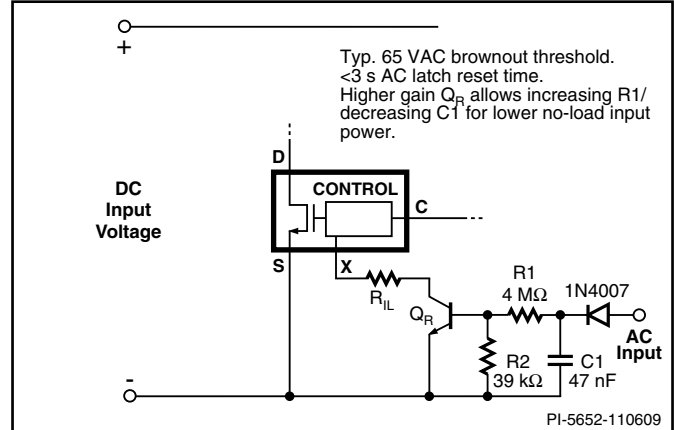 +
Typ. 65 VAC brownout threshold.
<3 s AC latch reset time.
Higher gain QR allows increasing R1/
decreasing C1 for lower no-load input
power.
D
CONTROL
C
DC
Input
Voltage
S
X
RIL
QR
R1
4 MΩ
1N4007
AC
Input
R2
39 kΩ
C1
47 nF
-
PI-5652-110609